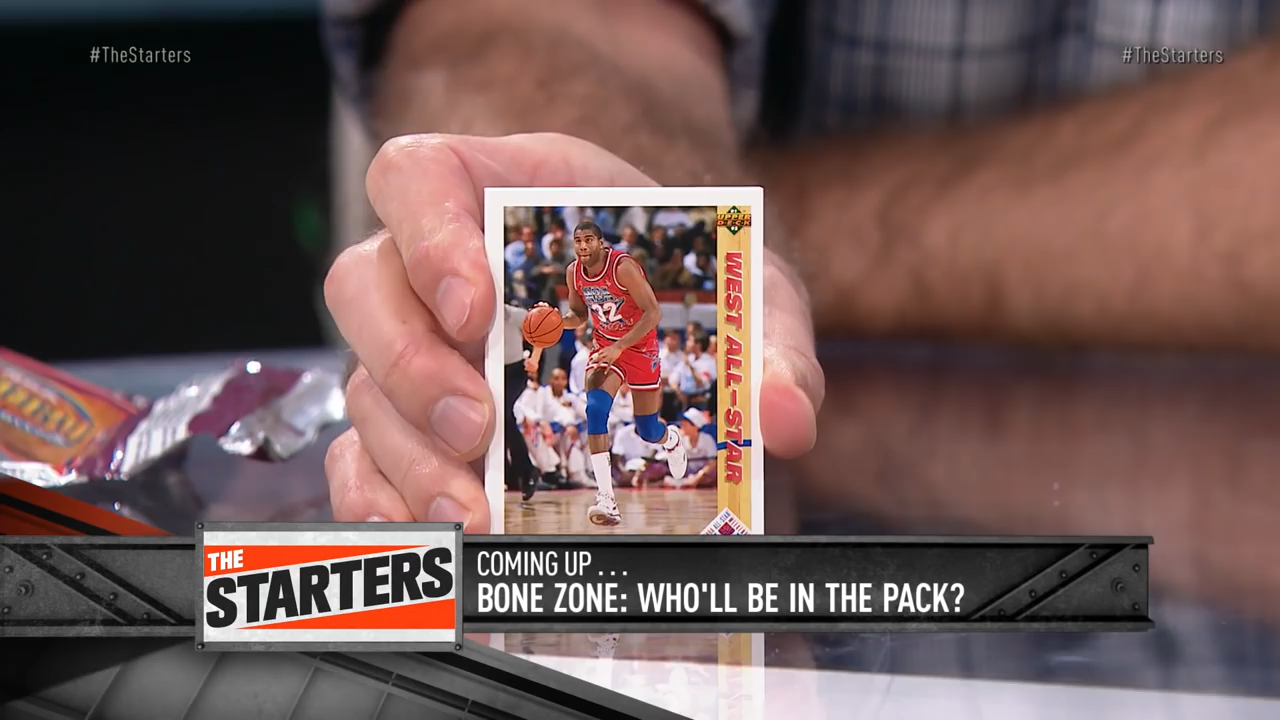 #TheStarters
#TheStarters
UPPER
DECK
WEST ALL-STAR
12
THE
STARTERS
COMING UP...
BONE ZONE: WHO'LL BE IN THE PACK?